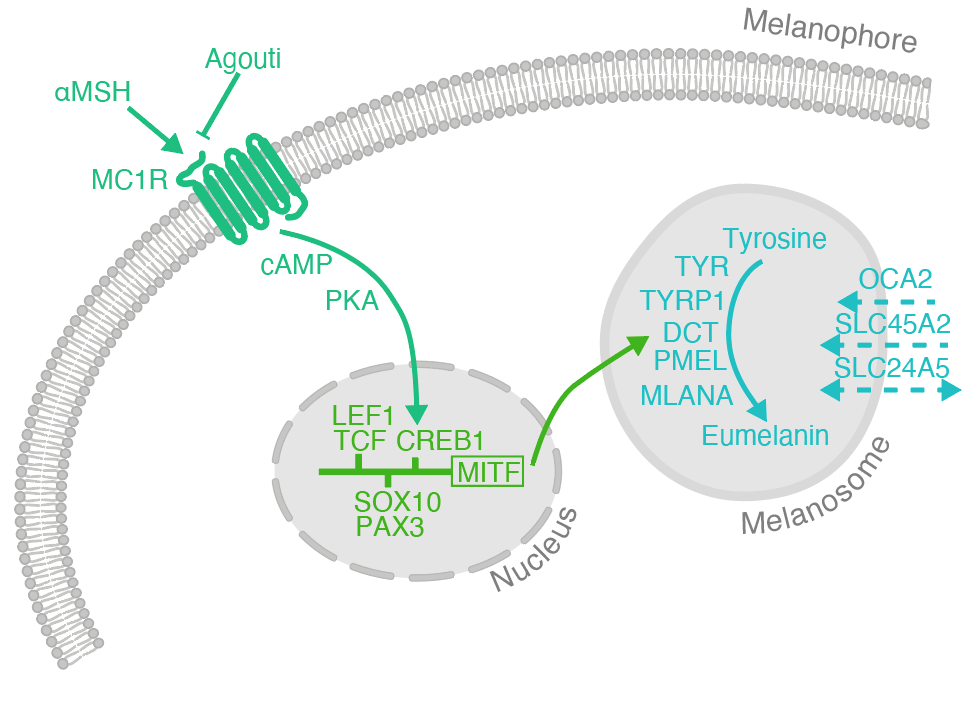 Melanophore
Agouti
αMSH
MC1R
cAMP
PKA
LEF1
TCF CREB1
MITF
SOX10
PAX3
Nucleus
Tyrosine
TYR
TYRP1
DCT
PMEL
MLANA
Eumelanin
OCA2
SLC45A2
SLC24A5
Melanosome